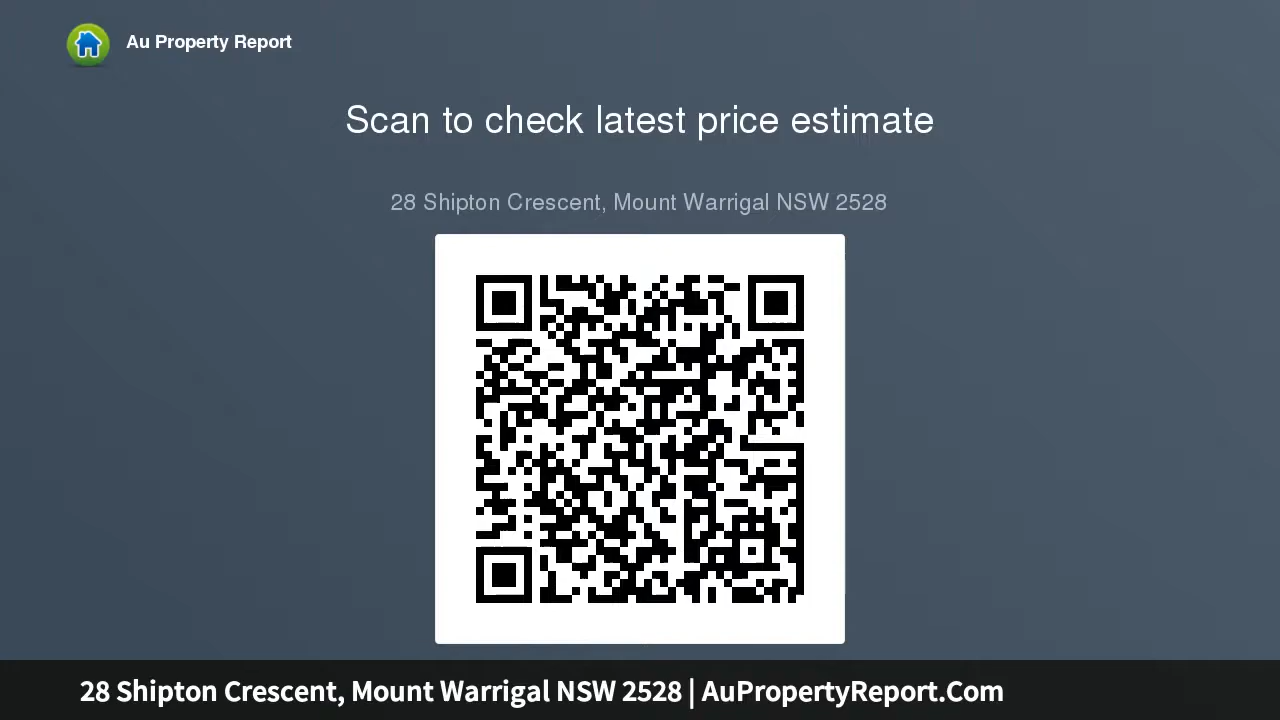 Au Property Report
Scan to check latest price estimate
28 Shipton Crescent, Mount Warrigal NSW 2528
28 Shipton Crescent, Mount Warrigal NSW 2528 | AuPropertyReport.Com